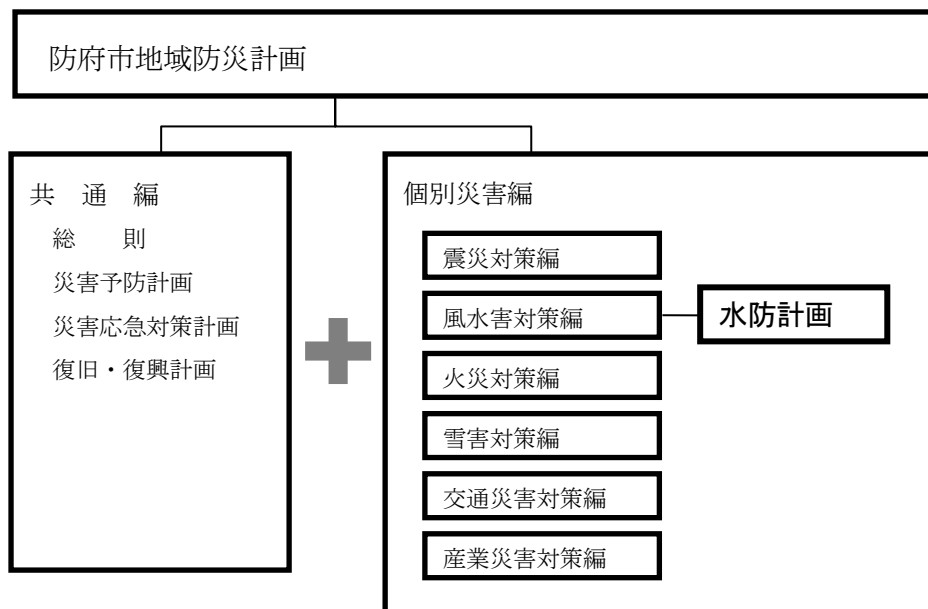 防府市地域防災計画
共　通　編
総　　則
災害予防計画
災害応急対策計画
復旧・復興計画
個別災害編
震災対策編
風水害対策編
水防計画
火災対策編
雪害対策編
交通災害対策編
産業災害対策編